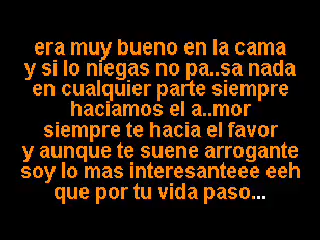 era muy bueno en la cama
y si lo niegas no pa..sa nada
en cualquier parte siempre
haciamos el a..mor
siempre te hacia el favor
y aunque te suene arrogante
soy lo mas interesanteee eeh
que por tu vida paso...